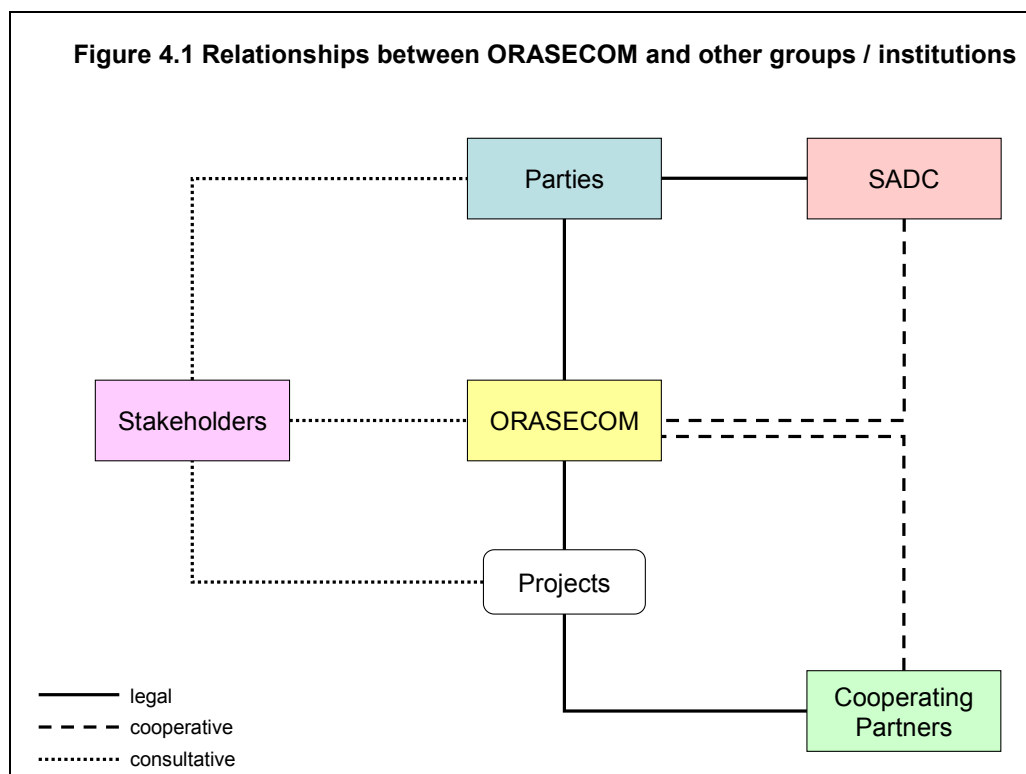 Figure 4.1 Relationships between ORASECOM and other groups / institutions
Parties
SADC
Stakeholders
ORASECOM
Projects
Cooperating
Partners
legal
cooperative
consultative